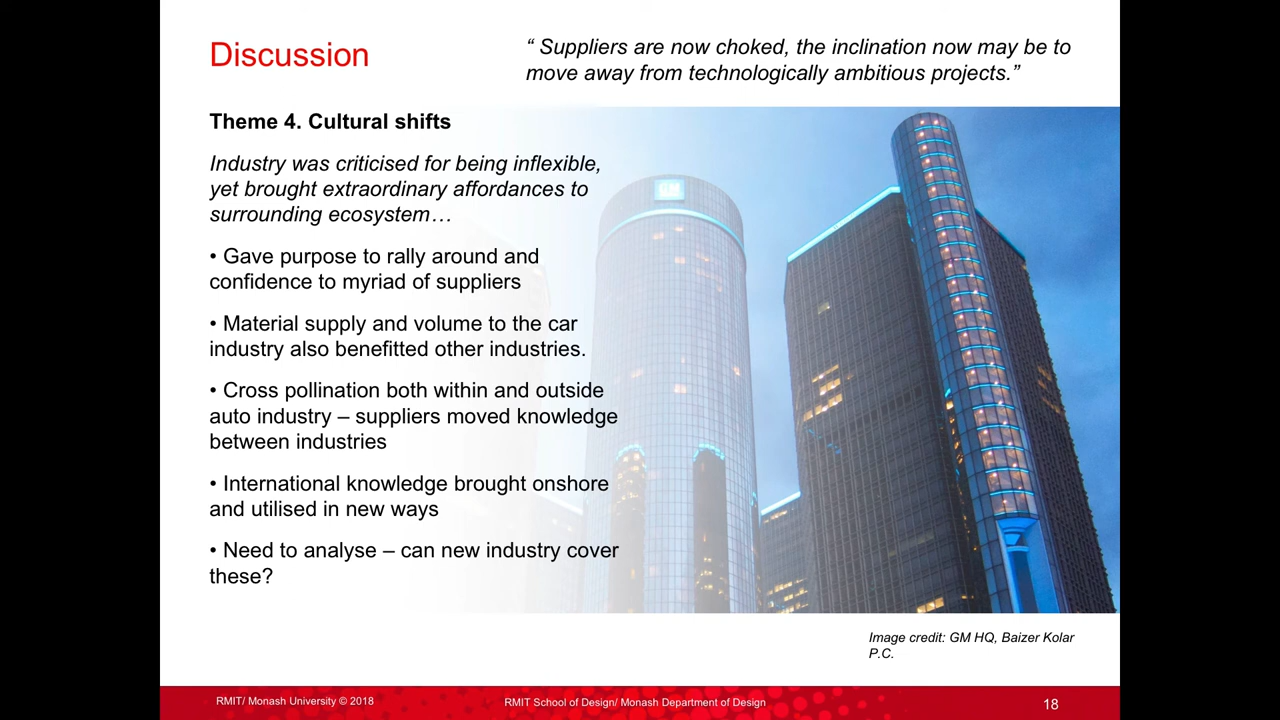 Discussion
“ Suppliers are now choked, the inclination now may be to
move away from technologically ambitious projects.”
Theme 4. Cultural shifts
Industry was criticised for being inflexible,
yet brought extraordinary affordances to
surrounding ecosystem…
• Gave purpose to rally around and
confidence to myriad of suppliers
• Material supply and volume to the car
industry also benefitted other industries.
• Cross pollination both within and outside
auto industry – suppliers moved knowledge
between industries
• International knowledge brought onshore
and utilised in new ways
• Need to analyse – can new industry cover
these?
GM
Image credit: GM HQ, Baizer Kolar
P.C.
RMIT/ Monash University © 2018
RMIT School of Design/ Monash Department of Design
18